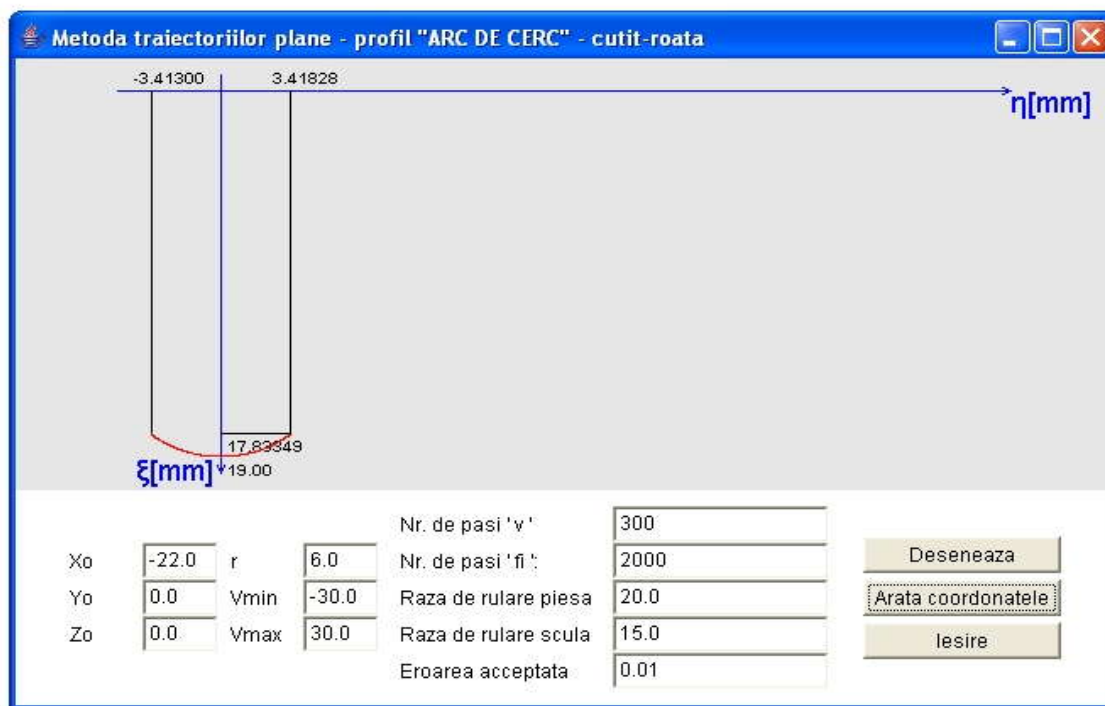 Metoda traiectoriilor plane - profil "ARC DE CERC" - cutit-roata
-3.41300 3.41828
η[mm]
17.83349
ξ[mm] 19.00
Nr. de pasi 'v' 300
Xo -22.0 r 6.0 Nr. de pasi 'fi': 2000 Deseneaza
Yo 0.0 Vmin -30.0 Raza de rulare piesa 20.0 Arata coordonatele
Zo 0.0 Vmax 30.0 Raza de rulare scula 15.0 Iesire
Eroarea acceptata 0.01